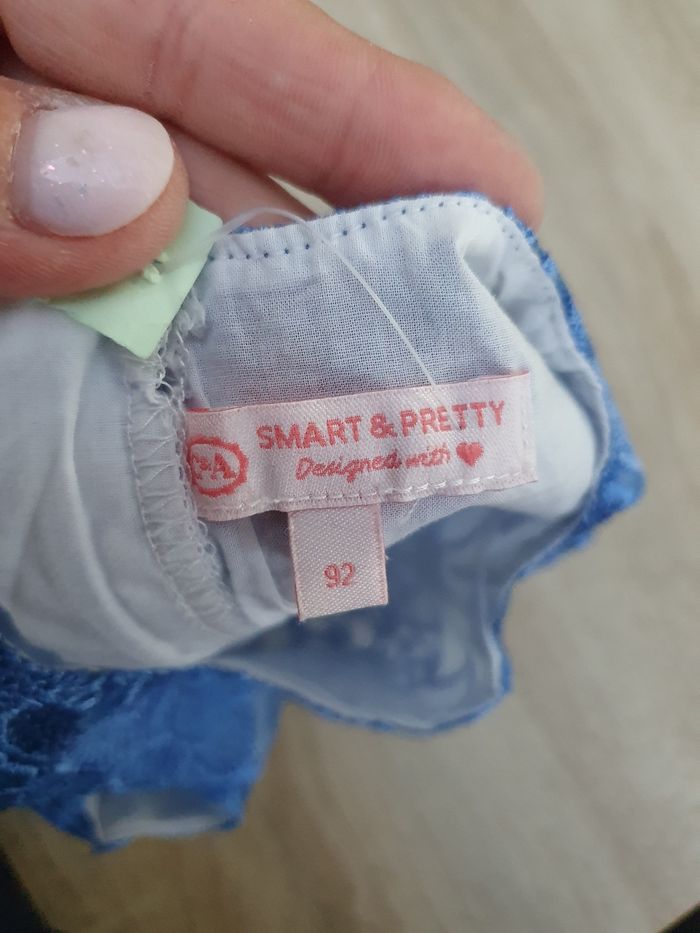 C&A
SMART & PRETTY
Designed with ❤
92